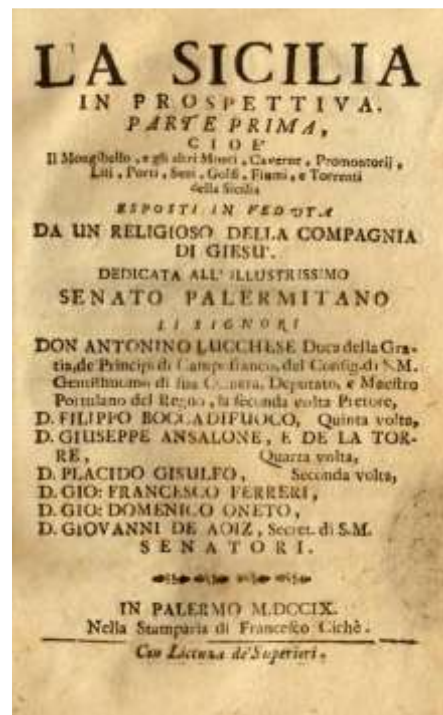 LA SICILIA
IN PROSPETTIVA.
PARTE PRIMA,
CIOE'
Il Mongibello, e gli altri Monti, Caverne, Promontorij,
Liti, Porti, Seni, Golfi, Fiumi, e Torrenti
della Sicilia
ESPOSTI IN VEDUTA
DA UN RELIGIOSO DELLA COMPAGNIA
DI GIESU'.
DEDICATA ALL' ILLUSTRISSIMO
SENATO PALERMITANO
LI SIGNORI
DON ANTONINO LUCCHESE Duca della Gra-
zia, de' Principi di Campofranco, del Consig. di S.M.
Gentilhuomo di sua Camera, Deputato, e Maestro
Portulano del Regno, la seconda volta Pretore,
D. FILIPPO BOCCADIFUOCO, Quinta volta,
D. GIUSEPPE ANSALONE, E DE LA TOR-
RE, Quarta volta,
D. PLACIDO GISULFO, Seconda volta,
D. GIO: FRANCESCO FERRERI,
D. GIO: DOMENICO ONETO,
D. GIOVANNI DE AOIZ, Secret. di S.M.
SENATORI.
IN PALERMO M.DCCIX.
Nella Stamparia di Francesco Cichè.
Con Licenza de' Superiori.